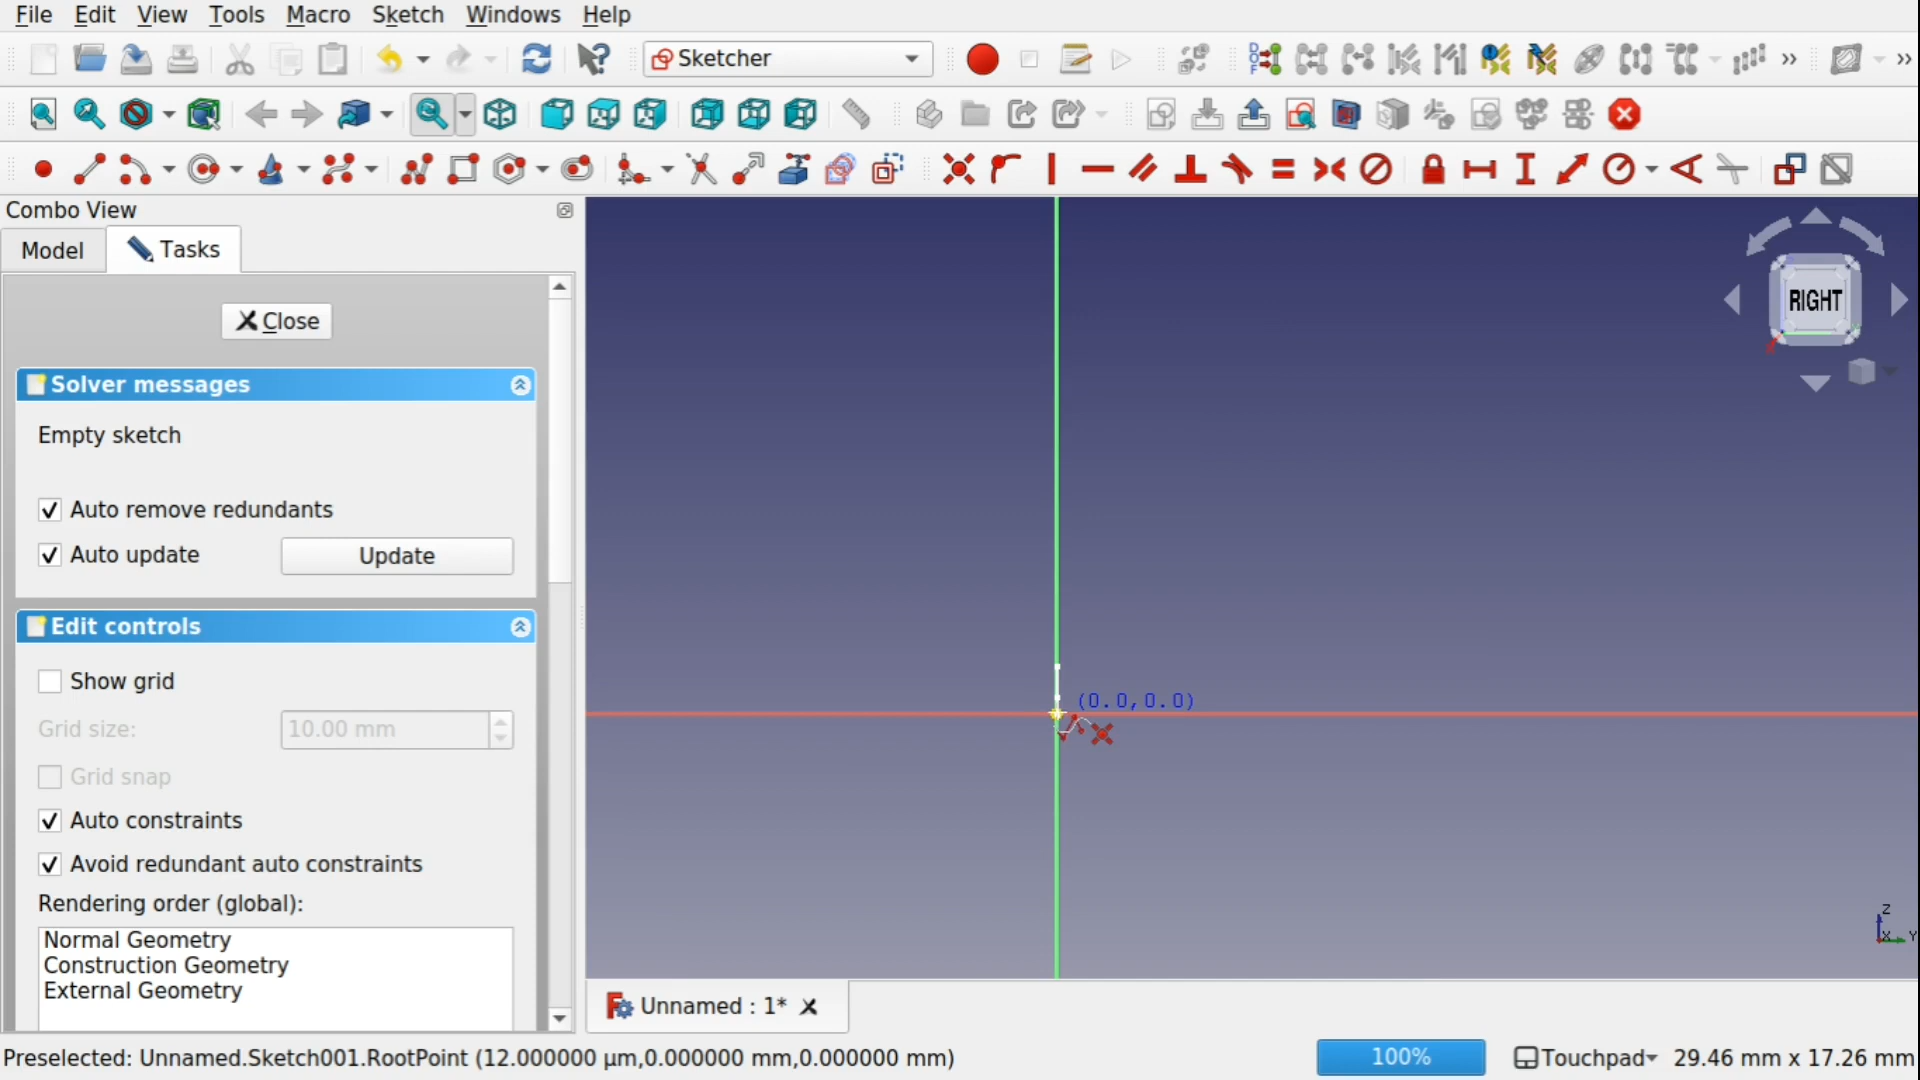 File Edit View Tools Macro Sketch Windows Help
Sketcher
Combo View
Model Tasks
Close
Solver messages
Empty sketch
Auto remove redundants
Auto update Update
Edit controls
Show grid
Grid size: 10.00 mm
Grid snap
Auto constraints
Avoid redundant auto constraints
Rendering order (global):
Normal Geometry
Construction Geometry
External Geometry
RIGHT
(0.0,0.0)
Z
X Y
Unnamed : 1*
Preselected: Unnamed.Sketch001.RootPoint (12.000000 µm,0.000000 mm,0.000000 mm) 100% Touchpad 29.46 mm x 17.26 mm